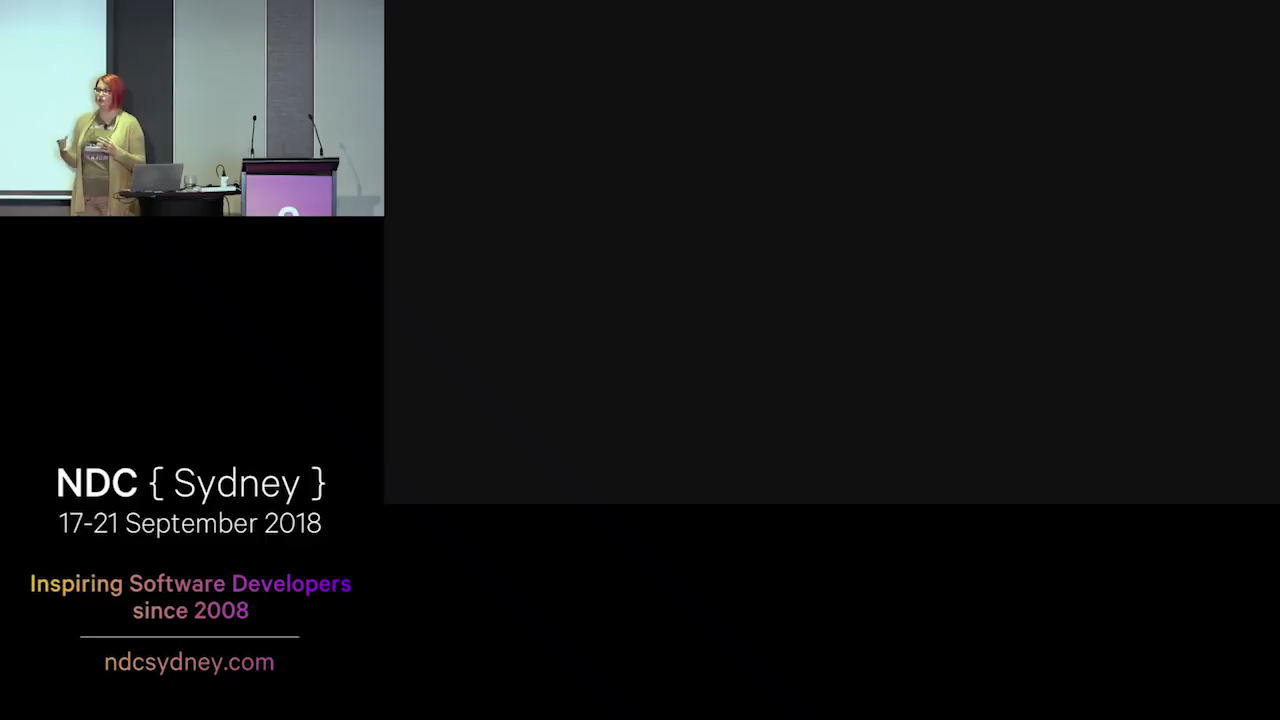 NDC { Sydney }
17-21 September 2018
Inspiring Software Developers
since 2008
ndcsydney.com